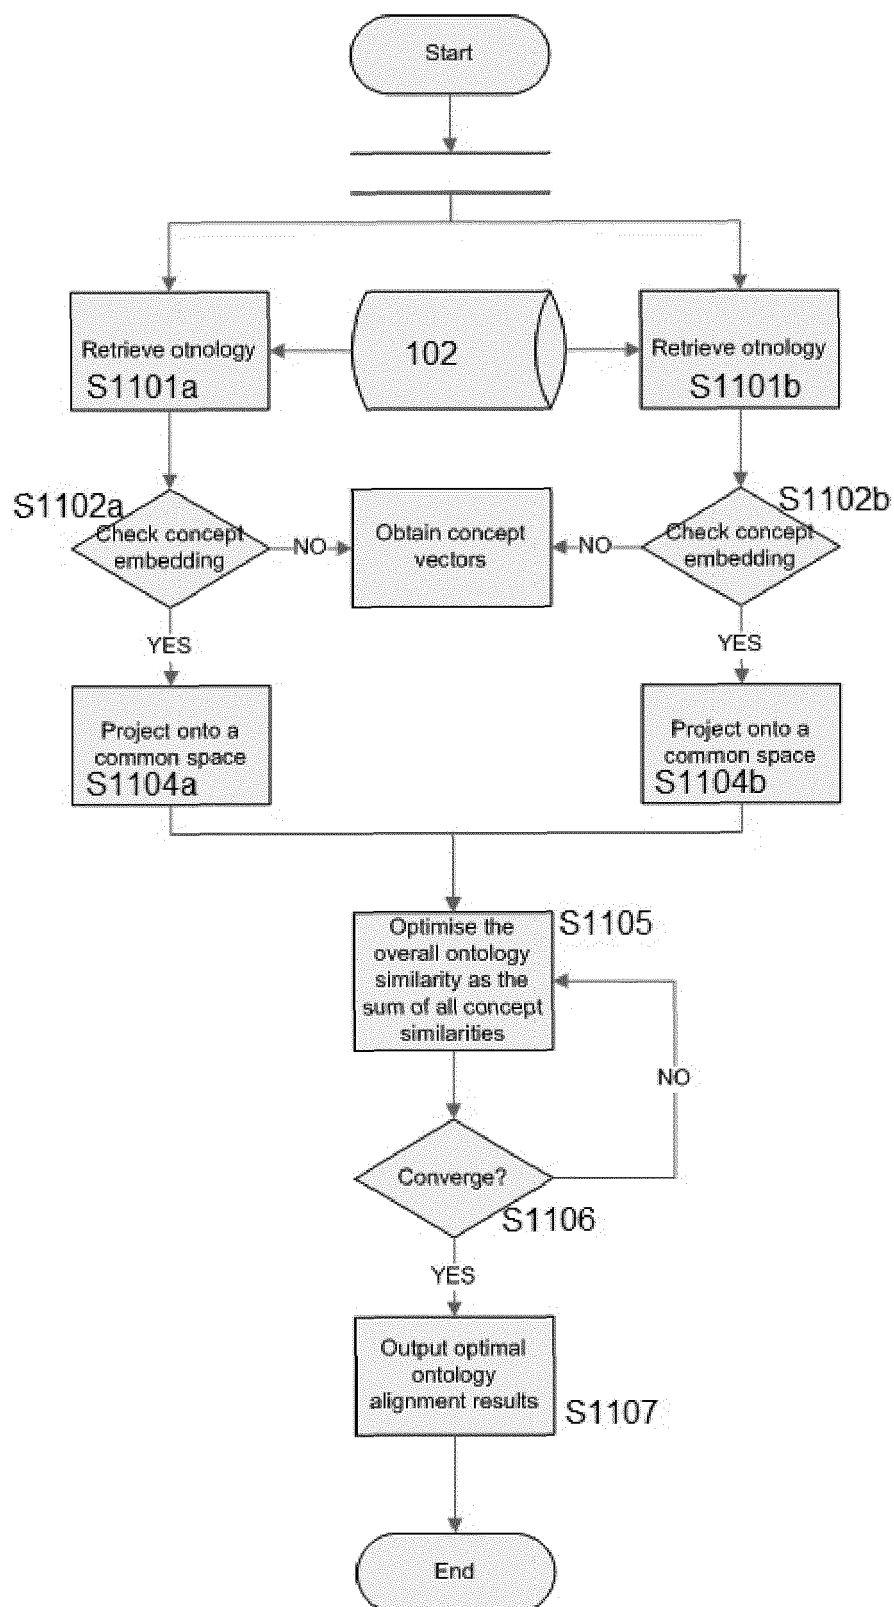 Start
Retrieve otnology
S1101a
102
Retrieve otnology
S1101b
S1102a
Check concept
embedding
NO
Obtain concept
vectors
NO
S1102b
Check concept
embedding
YES
YES
Project onto a
common space
S1104a
Project onto a
common space
S1104b
Optimise the
overall ontology
similarity as the
sum of all concept
similarities
S1105
NO
Converge?
S1106
YES
Output optimal
ontology
alignment results
S1107
End